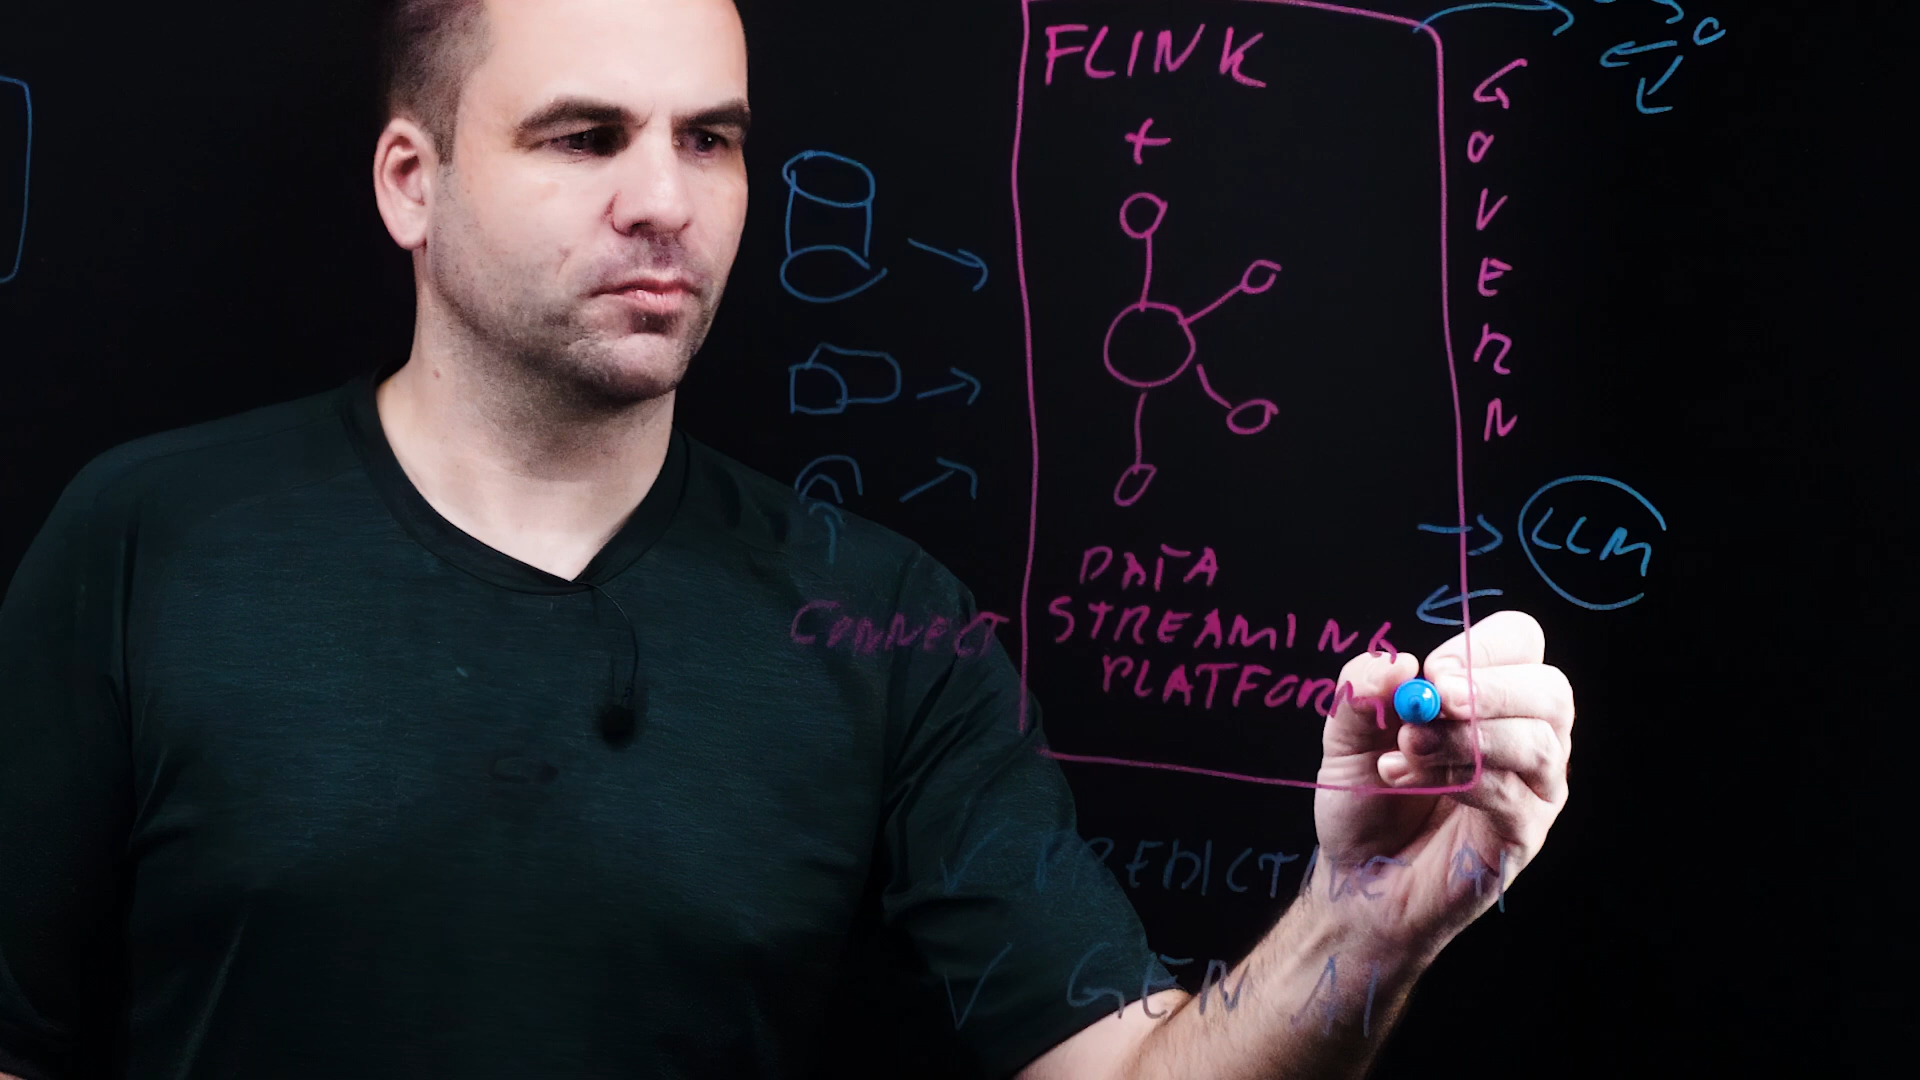 FLINK
+
GOVERN
LLM
DATA
STREAMING
PLATFORM
CONNECT
✓ PREDICTIVE AI
✓ GEN AI